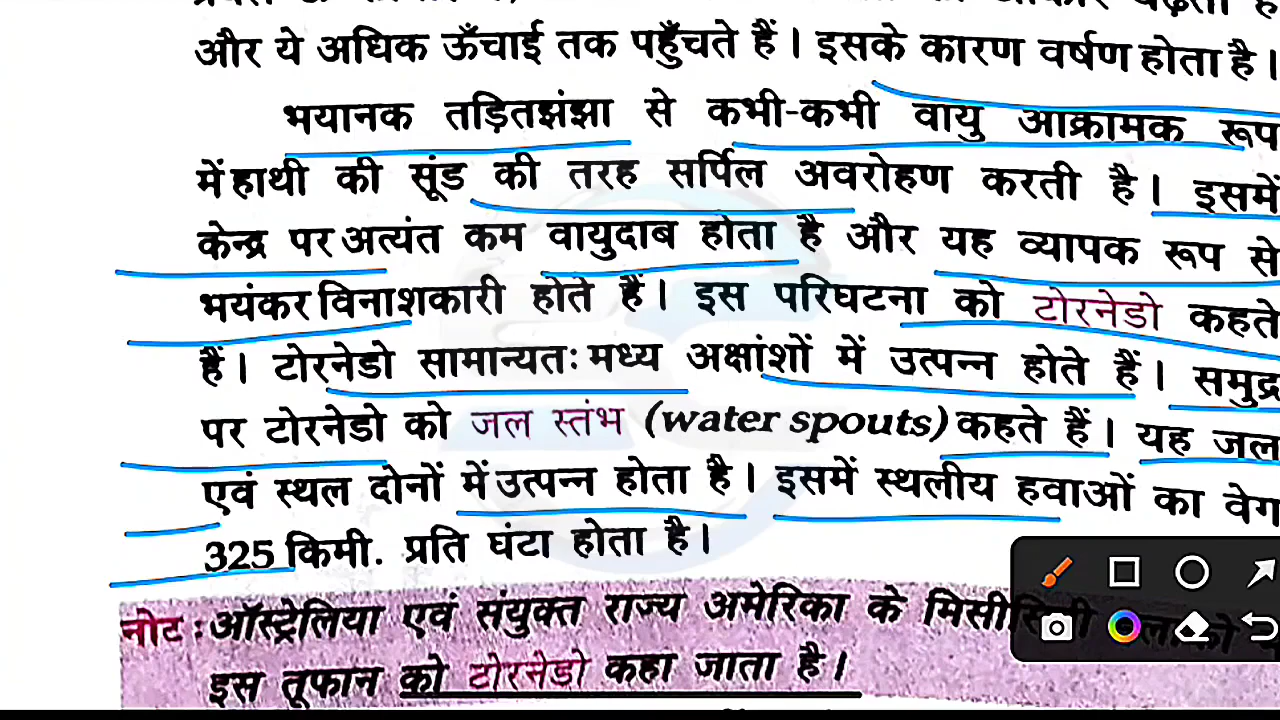 और ये अधिक ऊँचाई तक पहुँचते हैं। इसके कारण वर्षण होता है।
भयानक तड़ितझंझा से कभी-कभी वायु आक्रामक रूप
में हाथी की सूंड की तरह सर्पिल अवरोहण करती है। इसमें
केन्द्र पर अत्यंत कम वायुदाब होता है और यह व्यापक रूप से
भयंकर विनाशकारी होते हैं। इस परिघटना को टोरनेडो कहते
हैं। टोरनेडो सामान्यतः मध्य अक्षांशों में उत्पन्न होते हैं। समुद्र
पर टोरनेडो को जल स्तंभ (water spouts) कहते हैं। यह जल
एवं स्थल दोनों में उत्पन्न होता है। इसमें स्थलीय हवाओं का वेग
325 किमी. प्रति घंटा होता है।
नोट : ऑस्ट्रेलिया एवं संयुक्त राज्य अमेरिका के
इस तूफान को टोरनेडो कहा जाता है।